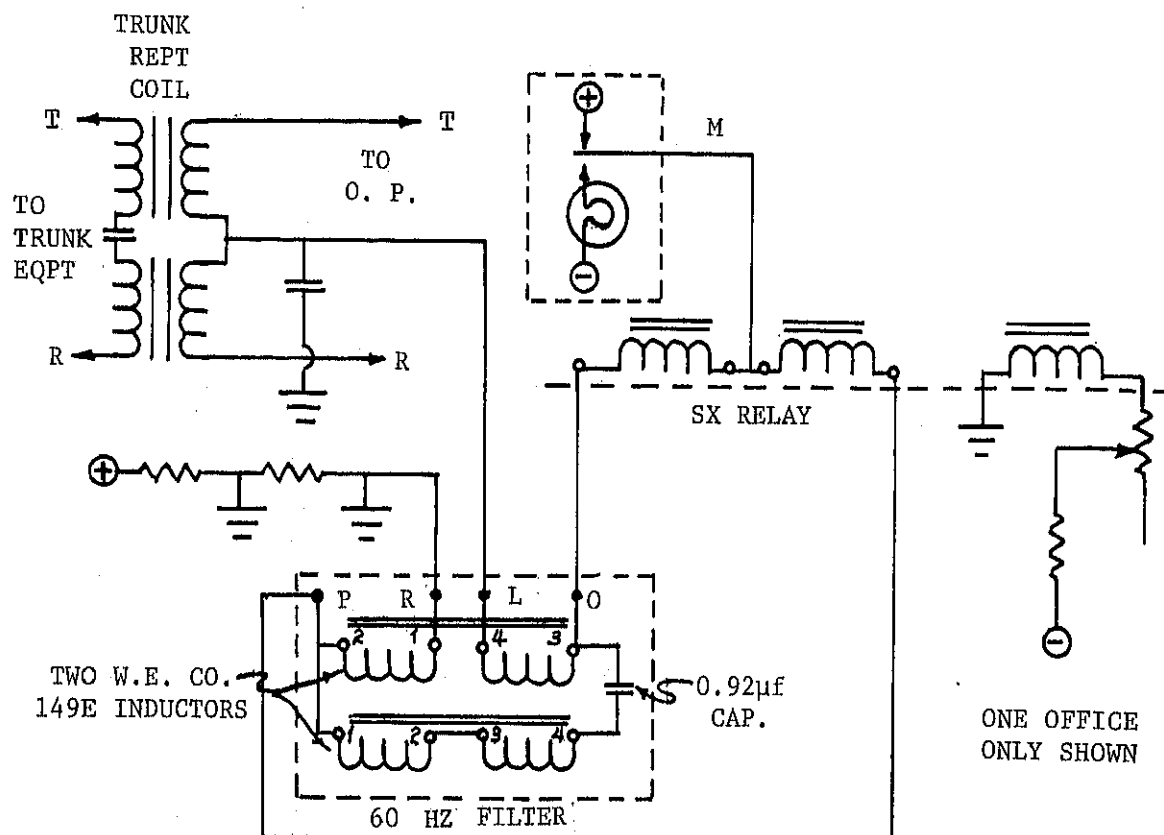 TRUNK
REPT
COIL
T
T
TO
O. P.
TO
TRUNK
EQPT
R
R
+
M
-
SX RELAY
+
P
R
L
O
2
1
4
3
TWO W.E. CO.
149E INDUCTORS
0.92µf
CAP.
1
2
3
4
60 HZ FILTER
-
ONE OFFICE
ONLY SHOWN